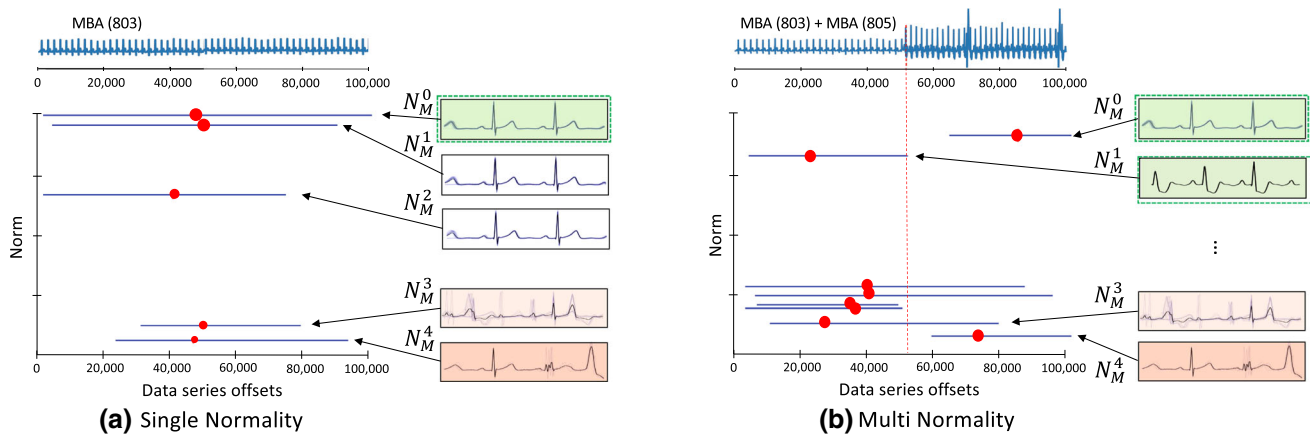 MBA (803)
0 20,000 40,000 60,000 80,000 100,000
Norm
N_M^0
N_M^1
N_M^2
N_M^3
N_M^4
0 20,000 40,000 60,000 80,000 100,000
Data series offsets
(a) Single Normality
MBA (803) + MBA (805)
0 20,000 40,000 60,000 80,000 100,000
Norm
N_M^0
N_M^1
...
N_M^3
N_M^4
0 20,000 40,000 60,000 80,000 100,000
Data series offsets
(b) Multi Normality